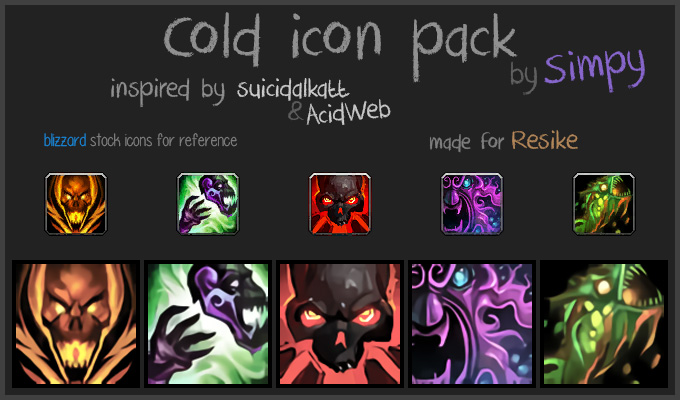 cold icon pack
by Simpy
inspired by suicidalkatt
& AcidWeb
blizzard stock icons for reference
made for Resike